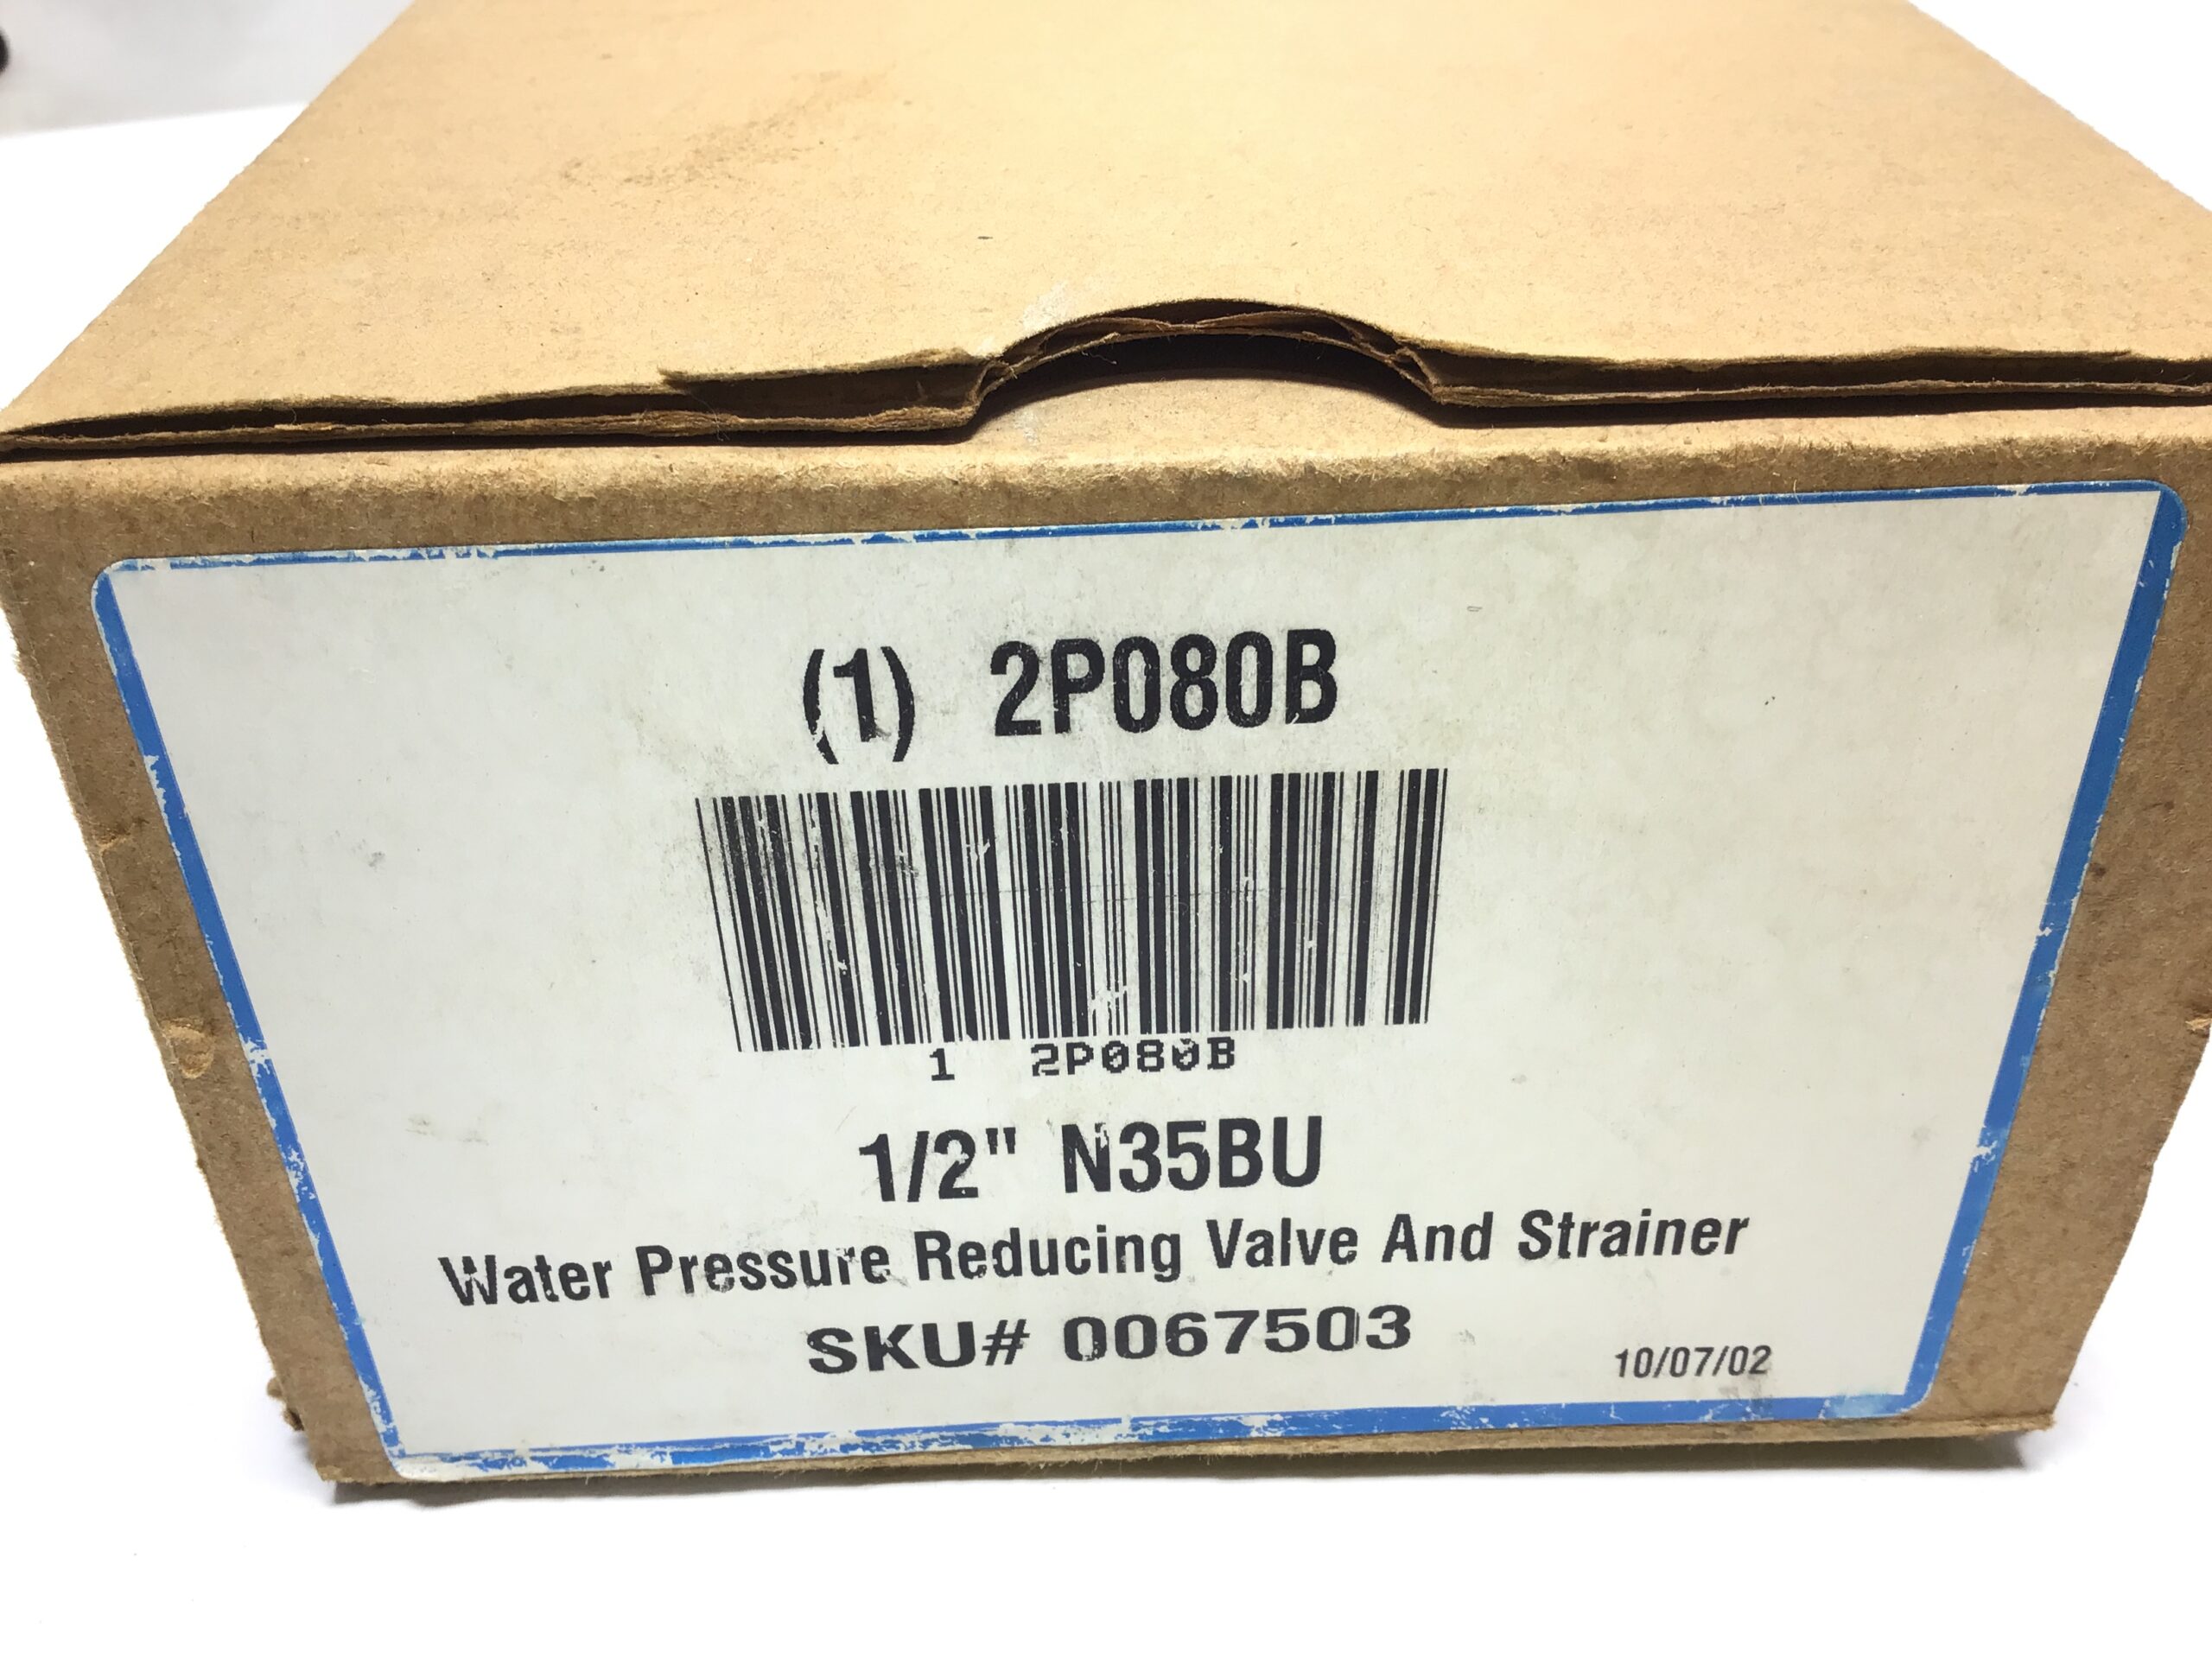 (1) 2P080B
1 2P080B
1/2" N35BU
Water Pressure Reducing Valve And Strainer
SKU# 0067503
10/07/02